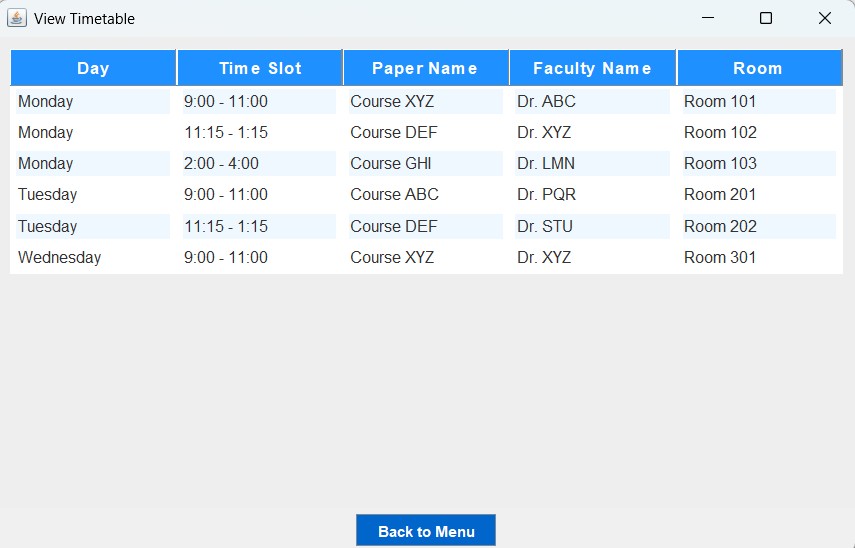 View Timetable
Day Time Slot Paper Name Faculty Name Room
Monday 9:00 - 11:00 Course XYZ Dr. ABC Room 101
Monday 11:15 - 1:15 Course DEF Dr. XYZ Room 102
Monday 2:00 - 4:00 Course GHI Dr. LMN Room 103
Tuesday 9:00 - 11:00 Course ABC Dr. PQR Room 201
Tuesday 11:15 - 1:15 Course DEF Dr. STU Room 202
Wednesday 9:00 - 11:00 Course XYZ Dr. XYZ Room 301
Back to Menu